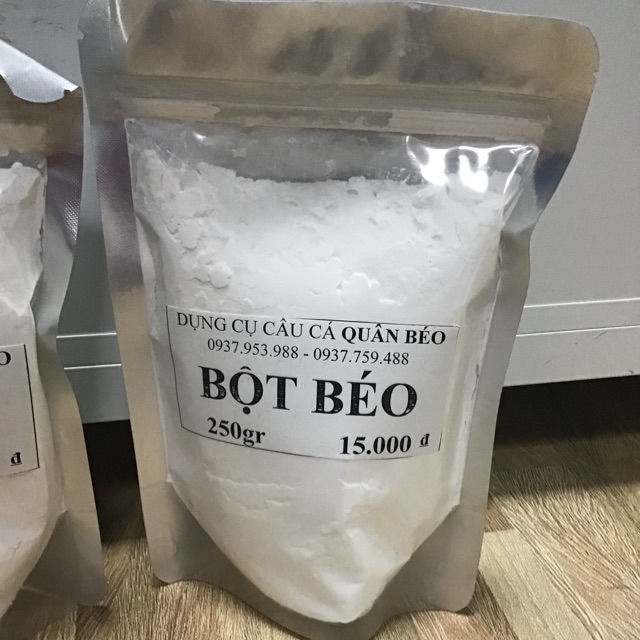 DỤNG CỤ CÂU CÁ QUÂN BÉO
0937.953.988 - 0937.759.488
BỘT BÉO
250gr 15.000 đ
O
đ